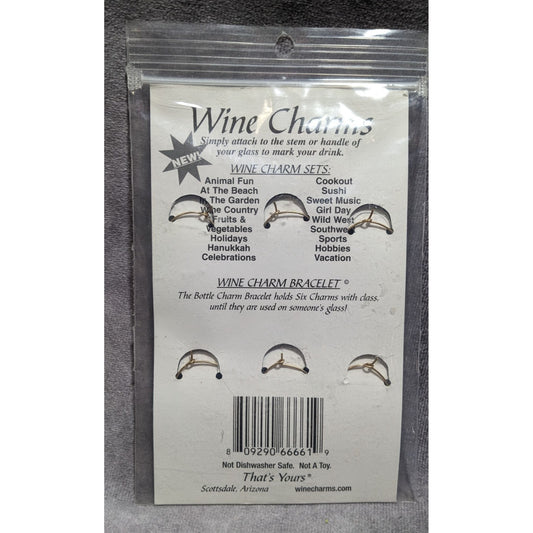 Wine Charms
Simply attach to the stem or handle of
your glass to mark your drink.
NEW!
WINE CHARM SETS:
Animal Fun
At The Beach
In The Garden
Wine Country
Fruits &
Vegetables
Holidays
Hanukkah
Celebrations
Cookout
Sushi
Sweet Music
Girl Day
Wild West
Southwest
Sports
Hobbies
Vacation
WINE CHARM BRACELET ©
The Bottle Charm Bracelet holds Six Charms with class.
until they are used on someone's glass!
8 09290 66661 9
Not Dishwasher Safe. Not A Toy.
That's Yours ®
Scottsdale, Arizona winecharms.com